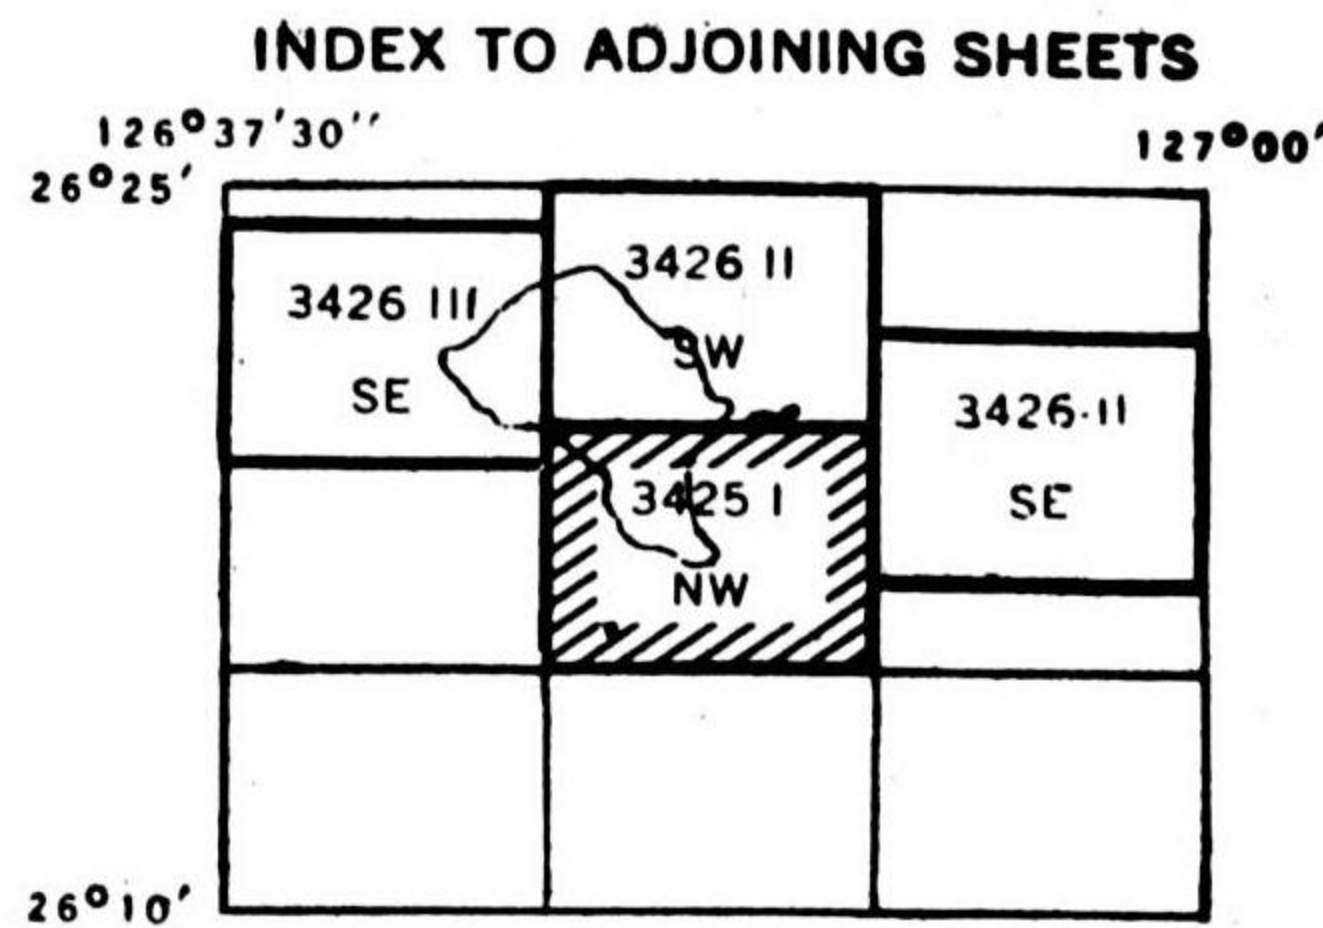 INDEX TO ADJOINING SHEETS
126°37'30"
127°00'
26°25'
3426 II
3426 III
SW
SE
3426·II
3425 I
SE
NW
26°10'